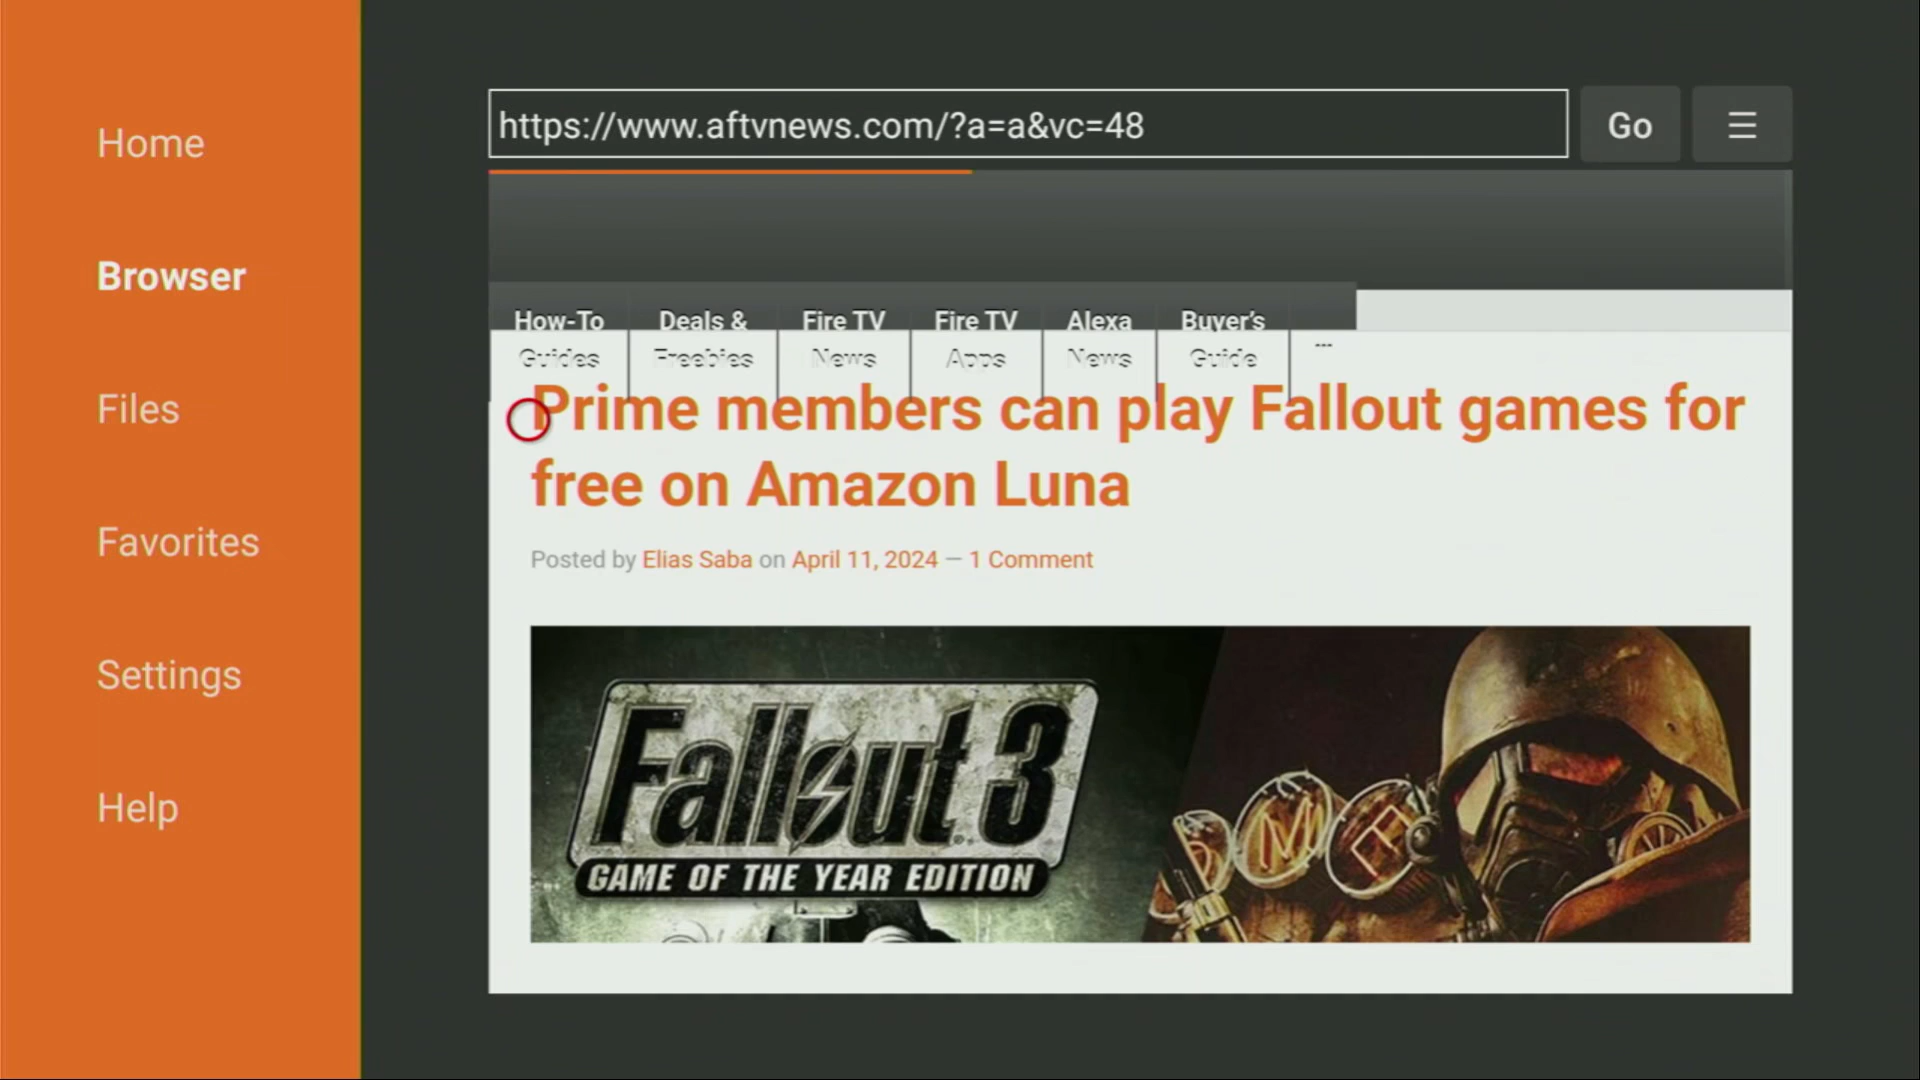 Home
Browser
Files
Favorites
Settings
Help
https://www.aftvnews.com/?a=a&vc=48
Go
How-To Guides
Deals & Freebies
Fire TV News
Fire TV Apps
Alexa News
Buyer's Guide
...
Prime members can play Fallout games for
free on Amazon Luna
Posted by Elias Saba on April 11, 2024 — 1 Comment
Fallout 3
GAME OF THE YEAR EDITION